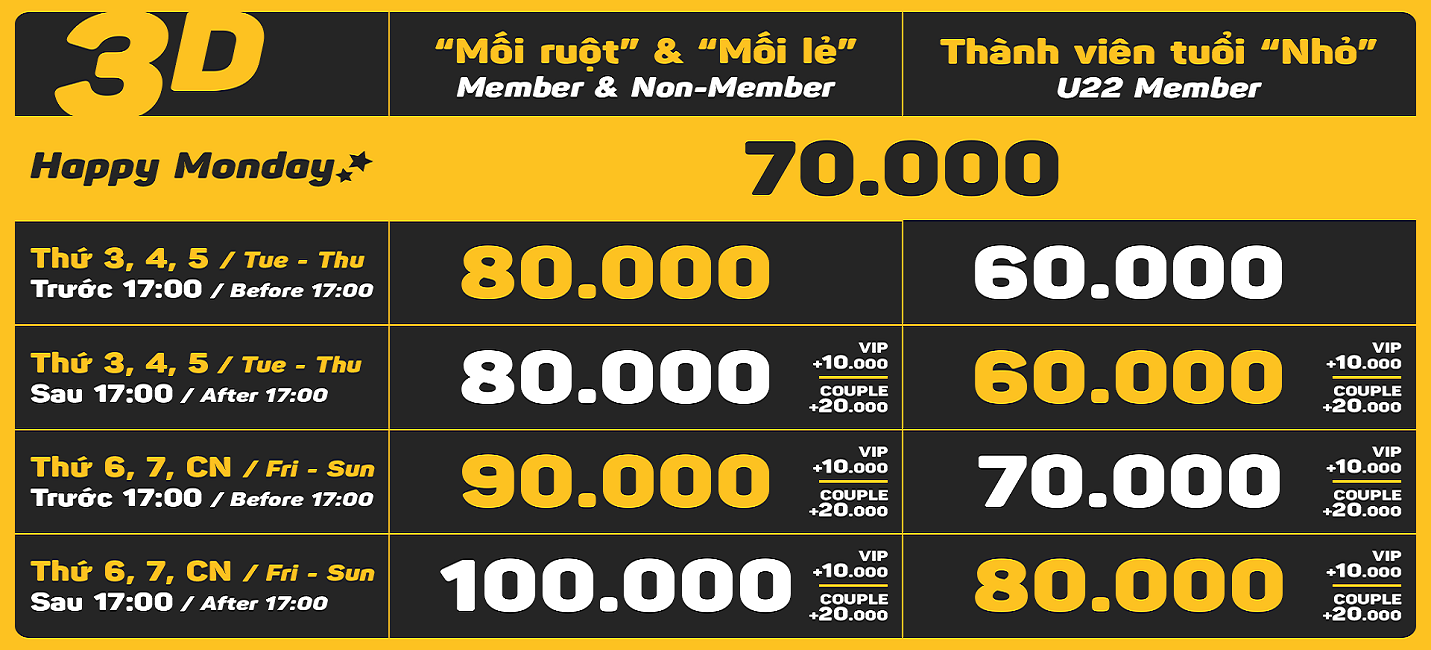 3D
“Mối ruột” & “Mối lẻ”
Member & Non-Member
Thành viên tuổi “Nhỏ”
U22 Member
Happy Monday
70.000
Thứ 3, 4, 5 / Tue - Thu
Trước 17:00 / Before 17:00
80.000
60.000
Thứ 3, 4, 5 / Tue - Thu
Sau 17:00 / After 17:00
80.000
VIP
+10.000
COUPLE
+20.000
60.000
VIP
+10.000
COUPLE
+20.000
Thứ 6, 7, CN / Fri - Sun
Trước 17:00 / Before 17:00
90.000
VIP
+10.000
COUPLE
+20.000
70.000
VIP
+10.000
COUPLE
+20.000
Thứ 6, 7, CN / Fri - Sun
Sau 17:00 / After 17:00
100.000
VIP
+10.000
COUPLE
+20.000
80.000
VIP
+10.000
COUPLE
+20.000